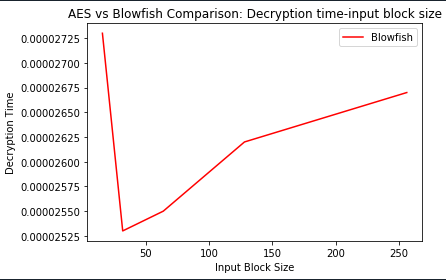 AES vs Blowfish Comparison: Decryption time-input block size
Blowfish
0.00002725
0.00002700
0.00002675
0.00002650
0.00002625
0.00002600
0.00002575
0.00002550
0.00002525
Decryption Time
50 100 150 200 250
Input Block Size